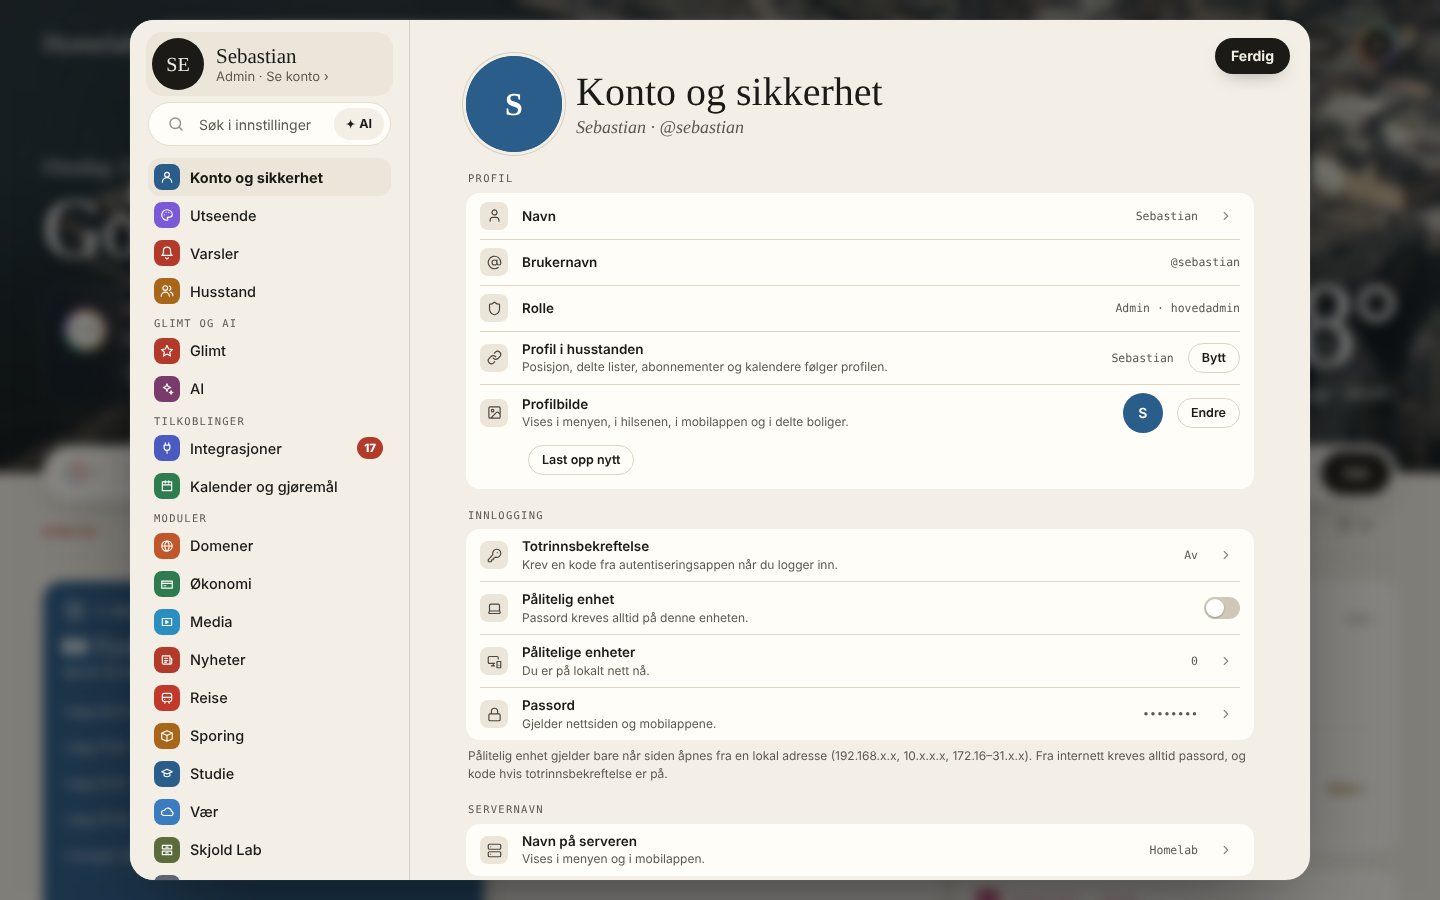 SE
Sebastian
Admin · Se konto ›
Søk i innstillinger
✦ AI
Konto og sikkerhet
Utseende
Varsler
Husstand
GLIMT OG AI
Glimt
AI
TILKOBLINGER
Integrasjoner
17
Kalender og gjøremål
MODULER
Domener
Økonomi
Media
Nyheter
Reise
Sporing
Studie
Vær
Skjold Lab
Ferdig
S
Konto og sikkerhet
Sebastian · @sebastian
PROFIL
Navn
Sebastian
Brukernavn
@sebastian
Rolle
Admin · hovedadmin
Profil i husstanden
Posisjon, delte lister, abonnementer og kalendere følger profilen.
Sebastian
Bytt
Profilbilde
Vises i menyen, i hilsenen, i mobilappen og i delte boliger.
S
Endre
Last opp nytt
INNLOGGING
Totrinnsbekreftelse
Krev en kode fra autentiseringsappen når du logger inn.
Av
Pålitelig enhet
Passord kreves alltid på denne enheten.
Pålitelige enheter
Du er på lokalt nett nå.
0
Passord
Gjelder nettsiden og mobilappene.
••••••••
Pålitelig enhet gjelder bare når siden åpnes fra en lokal adresse (192.168.x.x, 10.x.x.x, 172.16–31.x.x). Fra internett kreves alltid passord, og
kode hvis totrinnsbekreftelse er på.
SERVERNAVN
Navn på serveren
Vises i menyen og i mobilappen.
Homelab
8°